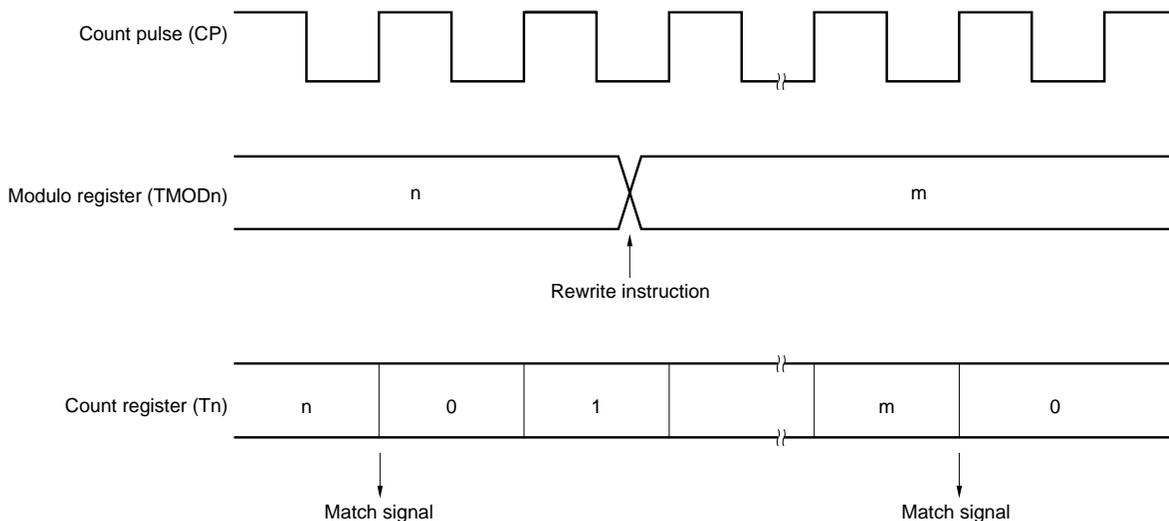 Count pulse (CP)
Modulo register (TMODn)
n
m
Rewrite instruction
Count register (Tn)
n
0
1
m
0
Match signal
Match signal